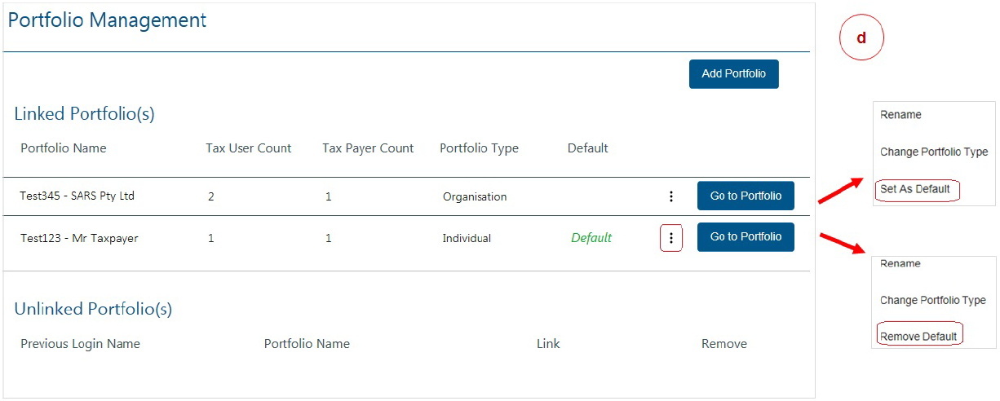 Portfolio Management
d
Add Portfolio
Linked Portfolio(s)
Portfolio Name Tax User Count Tax Payer Count Portfolio Type Default
Test345 - SARS Pty Ltd 2 1 Organisation Go to Portfolio
Test123 - Mr Taxpayer 1 1 Individual Default Go to Portfolio
Unlinked Portfolio(s)
Previous Login Name Portfolio Name Link Remove
Rename
Change Portfolio Type
Set As Default
Rename
Change Portfolio Type
Remove Default